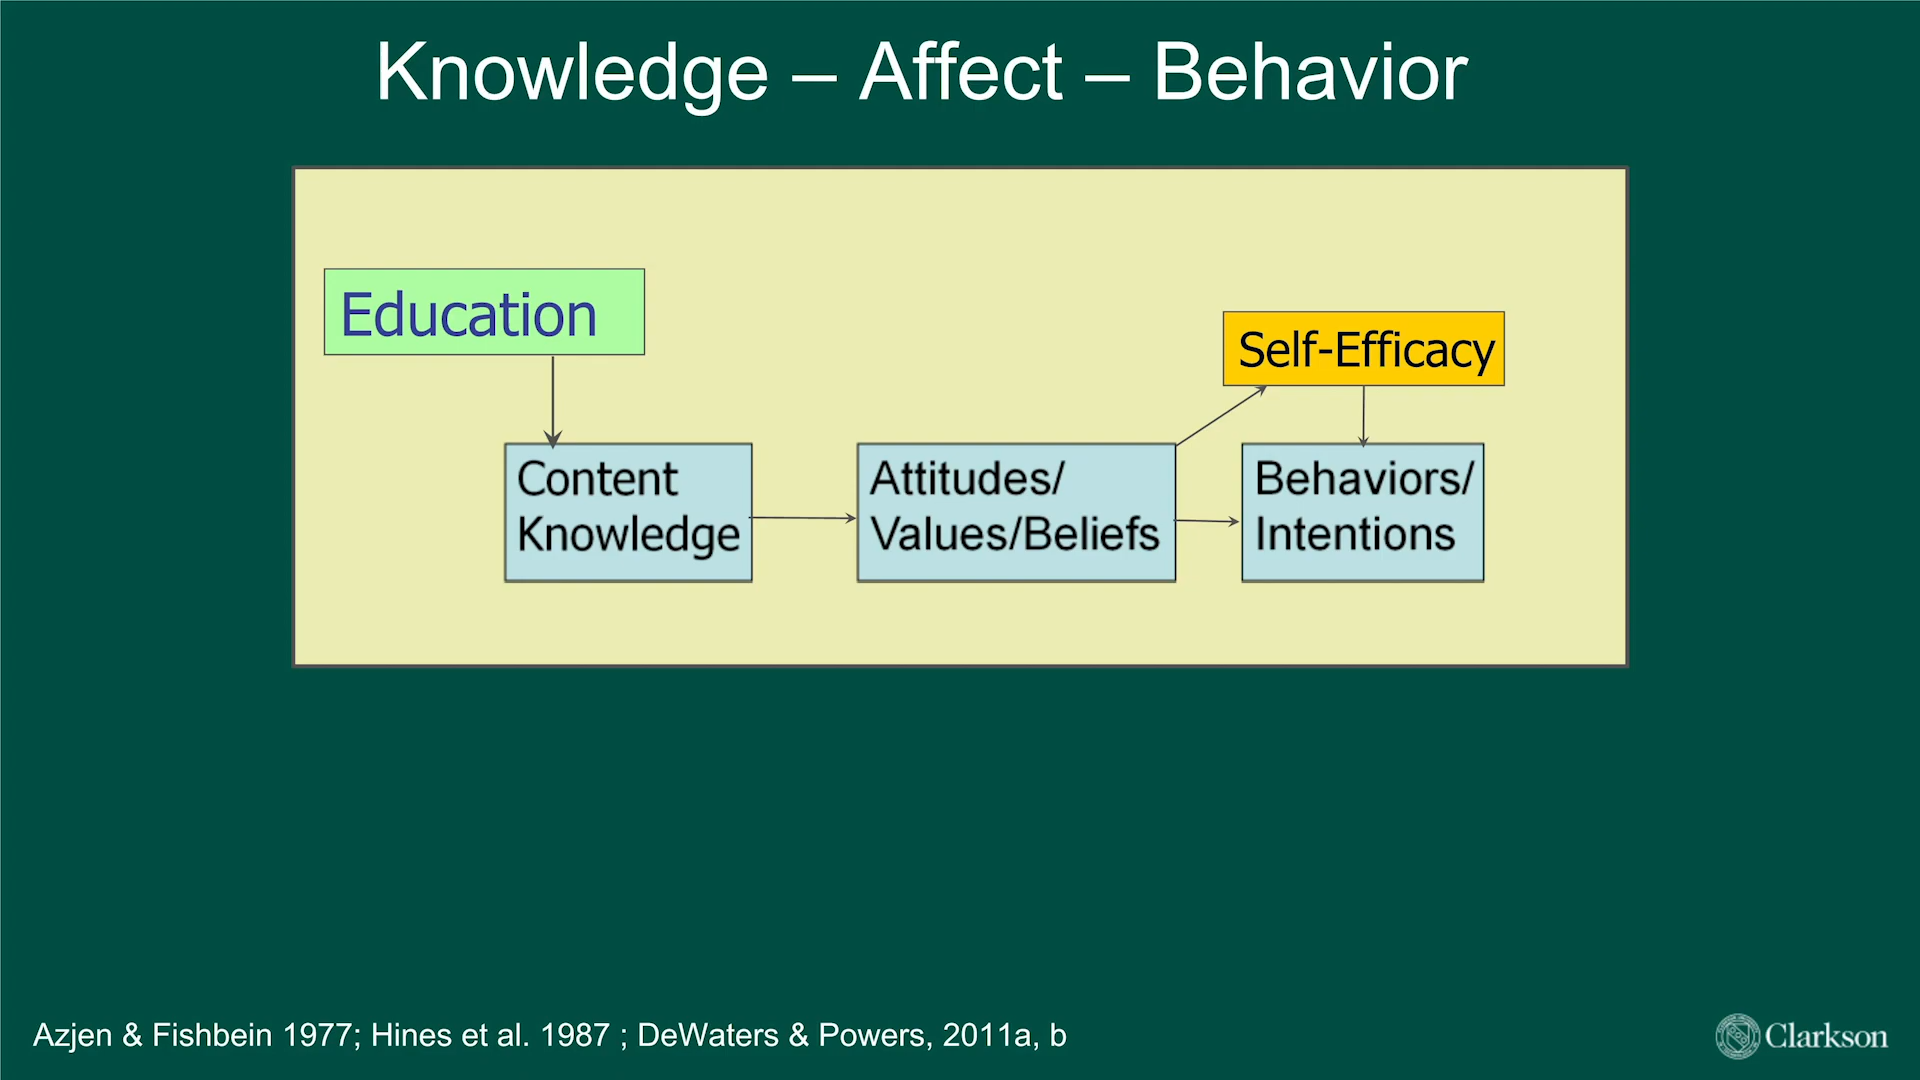 Knowledge – Affect – Behavior
Education
Self-Efficacy
Content
Knowledge
Attitudes/
Values/Beliefs
Behaviors/
Intentions
Azjen & Fishbein 1977; Hines et al. 1987 ; DeWaters & Powers, 2011a, b
Clarkson